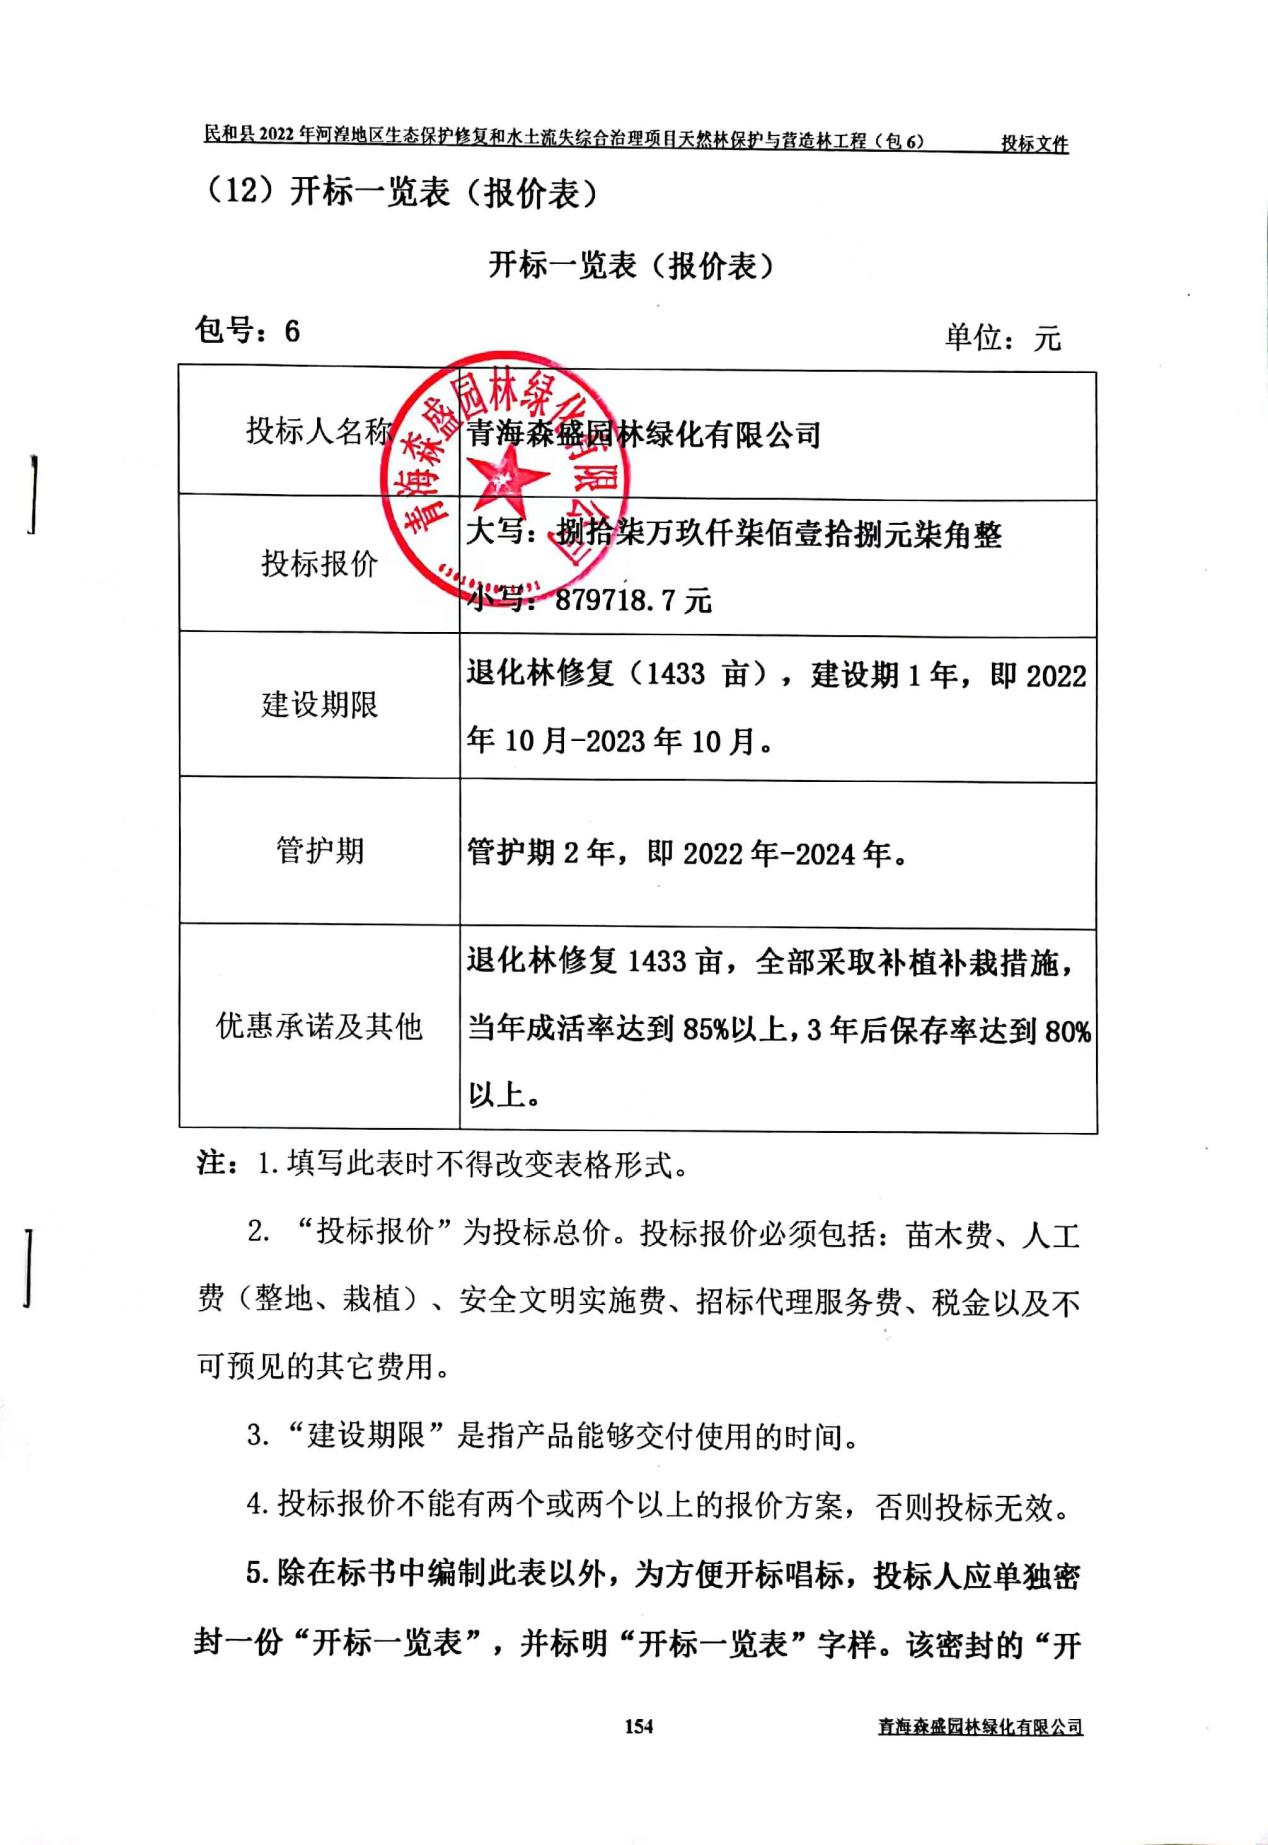 民和县2022年河湟地区生态保护修复和水土流失综合治理项目天然林保护与营造林工程（包6） 投标文件
（12）开标一览表（报价表）
开标一览表（报价表）
包号：6 单位：元
投标人名称 青海森盛园林绿化有限公司
青海森盛园林绿化有限公司
投标报价 大写：捌拾柒万玖仟柒佰壹拾捌元柒角整
小写：879718.7元
建设期限 退化林修复（1433 亩），建设期1年，即2022
年10月-2023年10月。
管护期 管护期2年，即2022年-2024年。
优惠承诺及其他 退化林修复1433亩，全部采取补植补栽措施，
当年成活率达到85%以上，3年后保存率达到80%
以上。
注：1.填写此表时不得改变表格形式。
2.“投标报价”为投标总价。投标报价必须包括：苗木费、人工
费（整地、栽植）、安全文明实施费、招标代理服务费、税金以及不
可预见的其它费用。
3.“建设期限”是指产品能够交付使用的时间。
4.投标报价不能有两个或两个以上的报价方案，否则投标无效。
5.除在标书中编制此表以外，为方便开标唱标，投标人应单独密
封一份“开标一览表”，并标明“开标一览表”字样。该密封的“开
154 青海森盛园林绿化有限公司